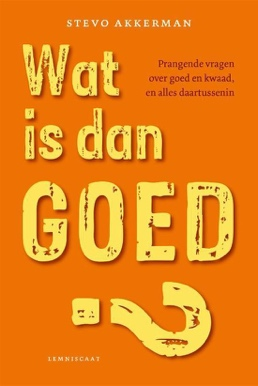 STEVO AKKERMAN
Wat
is dan
GOED
?
Prangende vragen
over goed en kwaad,
en alles daartussenin
LEMNISCAAT